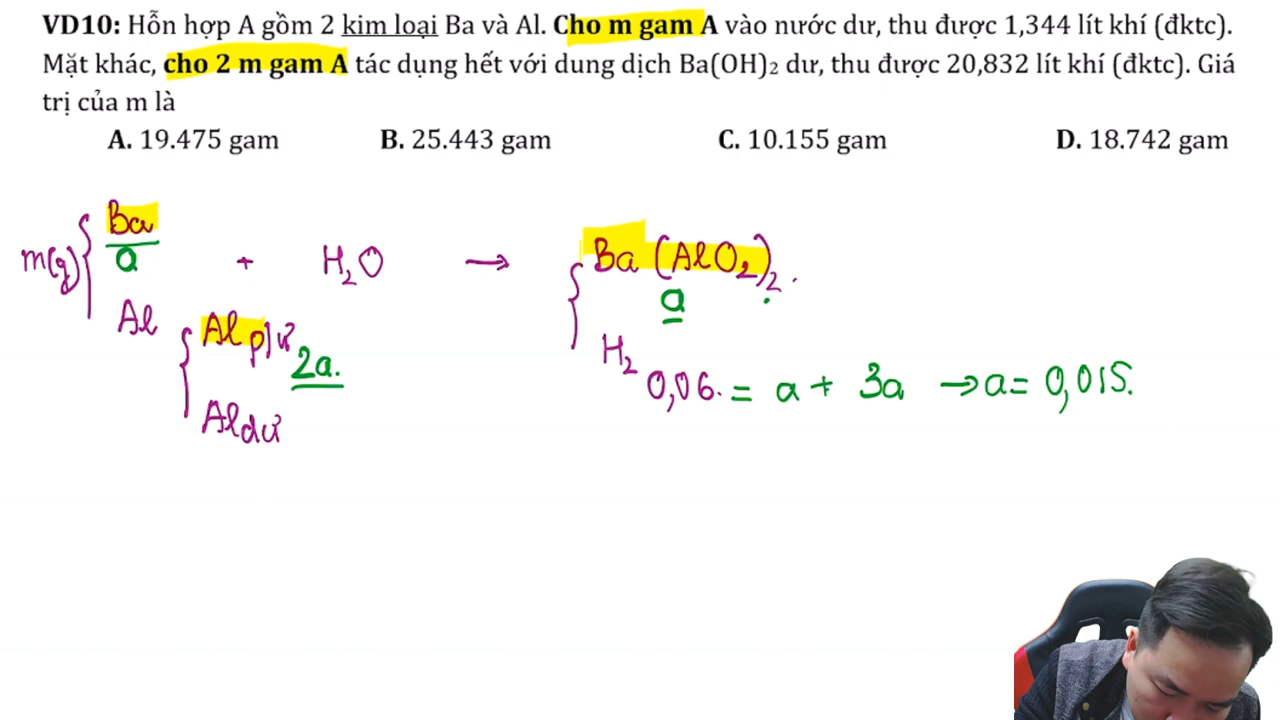 VD10: Hỗn hợp A gồm 2 kim loại Ba và Al. Cho m gam A vào nước dư, thu được 1,344 lít khí (đktc).
Mặt khác, cho 2 m gam A tác dụng hết với dung dịch Ba(OH)₂ dư, thu được 20,832 lít khí (đktc). Giá
trị của m là
A. 19.475 gam B. 25.443 gam C. 10.155 gam D. 18.742 gam
m(g) { Ba + H₂O → { Ba(AlO₂)₂.
a a
Al { Al pư H₂
2a. 0,06. = a + 3a → a = 0,015.
Al dư